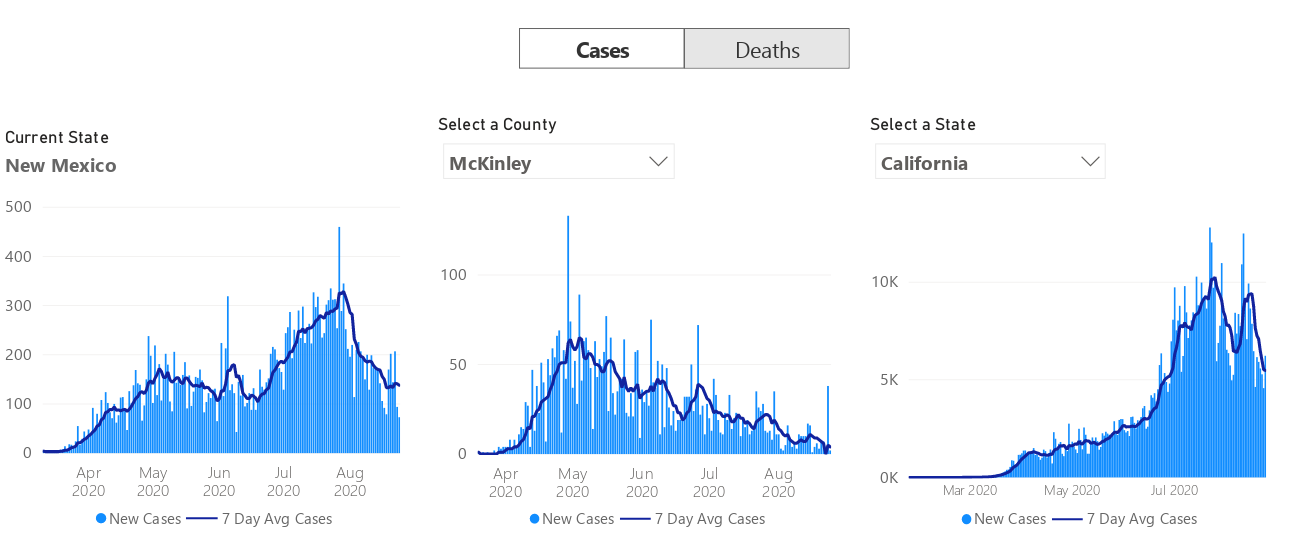 Cases Deaths
Current State
New Mexico
Select a County
McKinley
Select a State
California
500
400
300
200
100
0
Apr 2020
May 2020
Jun 2020
Jul 2020
Aug 2020
New Cases 7 Day Avg Cases
100
50
0
Apr 2020
May 2020
Jun 2020
Jul 2020
Aug 2020
New Cases 7 Day Avg Cases
10K
5K
0K
Mar 2020 May 2020 Jul 2020
New Cases 7 Day Avg Cases